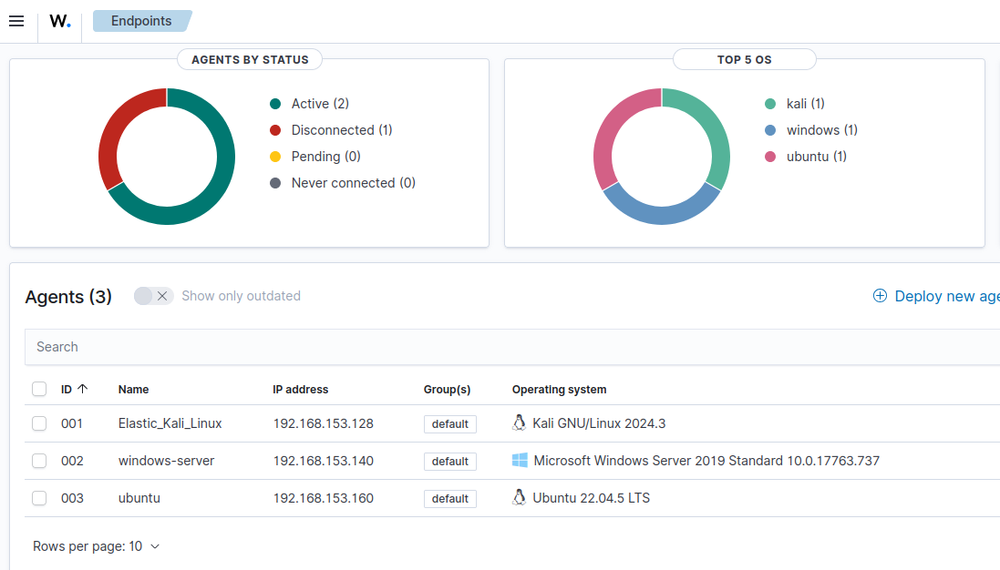 W. Endpoints
AGENTS BY STATUS
Active (2)
Disconnected (1)
Pending (0)
Never connected (0)
TOP 5 OS
kali (1)
windows (1)
ubuntu (1)
Agents (3) Show only outdated Deploy new age
Search
ID Name IP address Group(s) Operating system
001 Elastic_Kali_Linux 192.168.153.128 default Kali GNU/Linux 2024.3
002 windows-server 192.168.153.140 default Microsoft Windows Server 2019 Standard 10.0.17763.737
003 ubuntu 192.168.153.160 default Ubuntu 22.04.5 LTS
Rows per page: 10